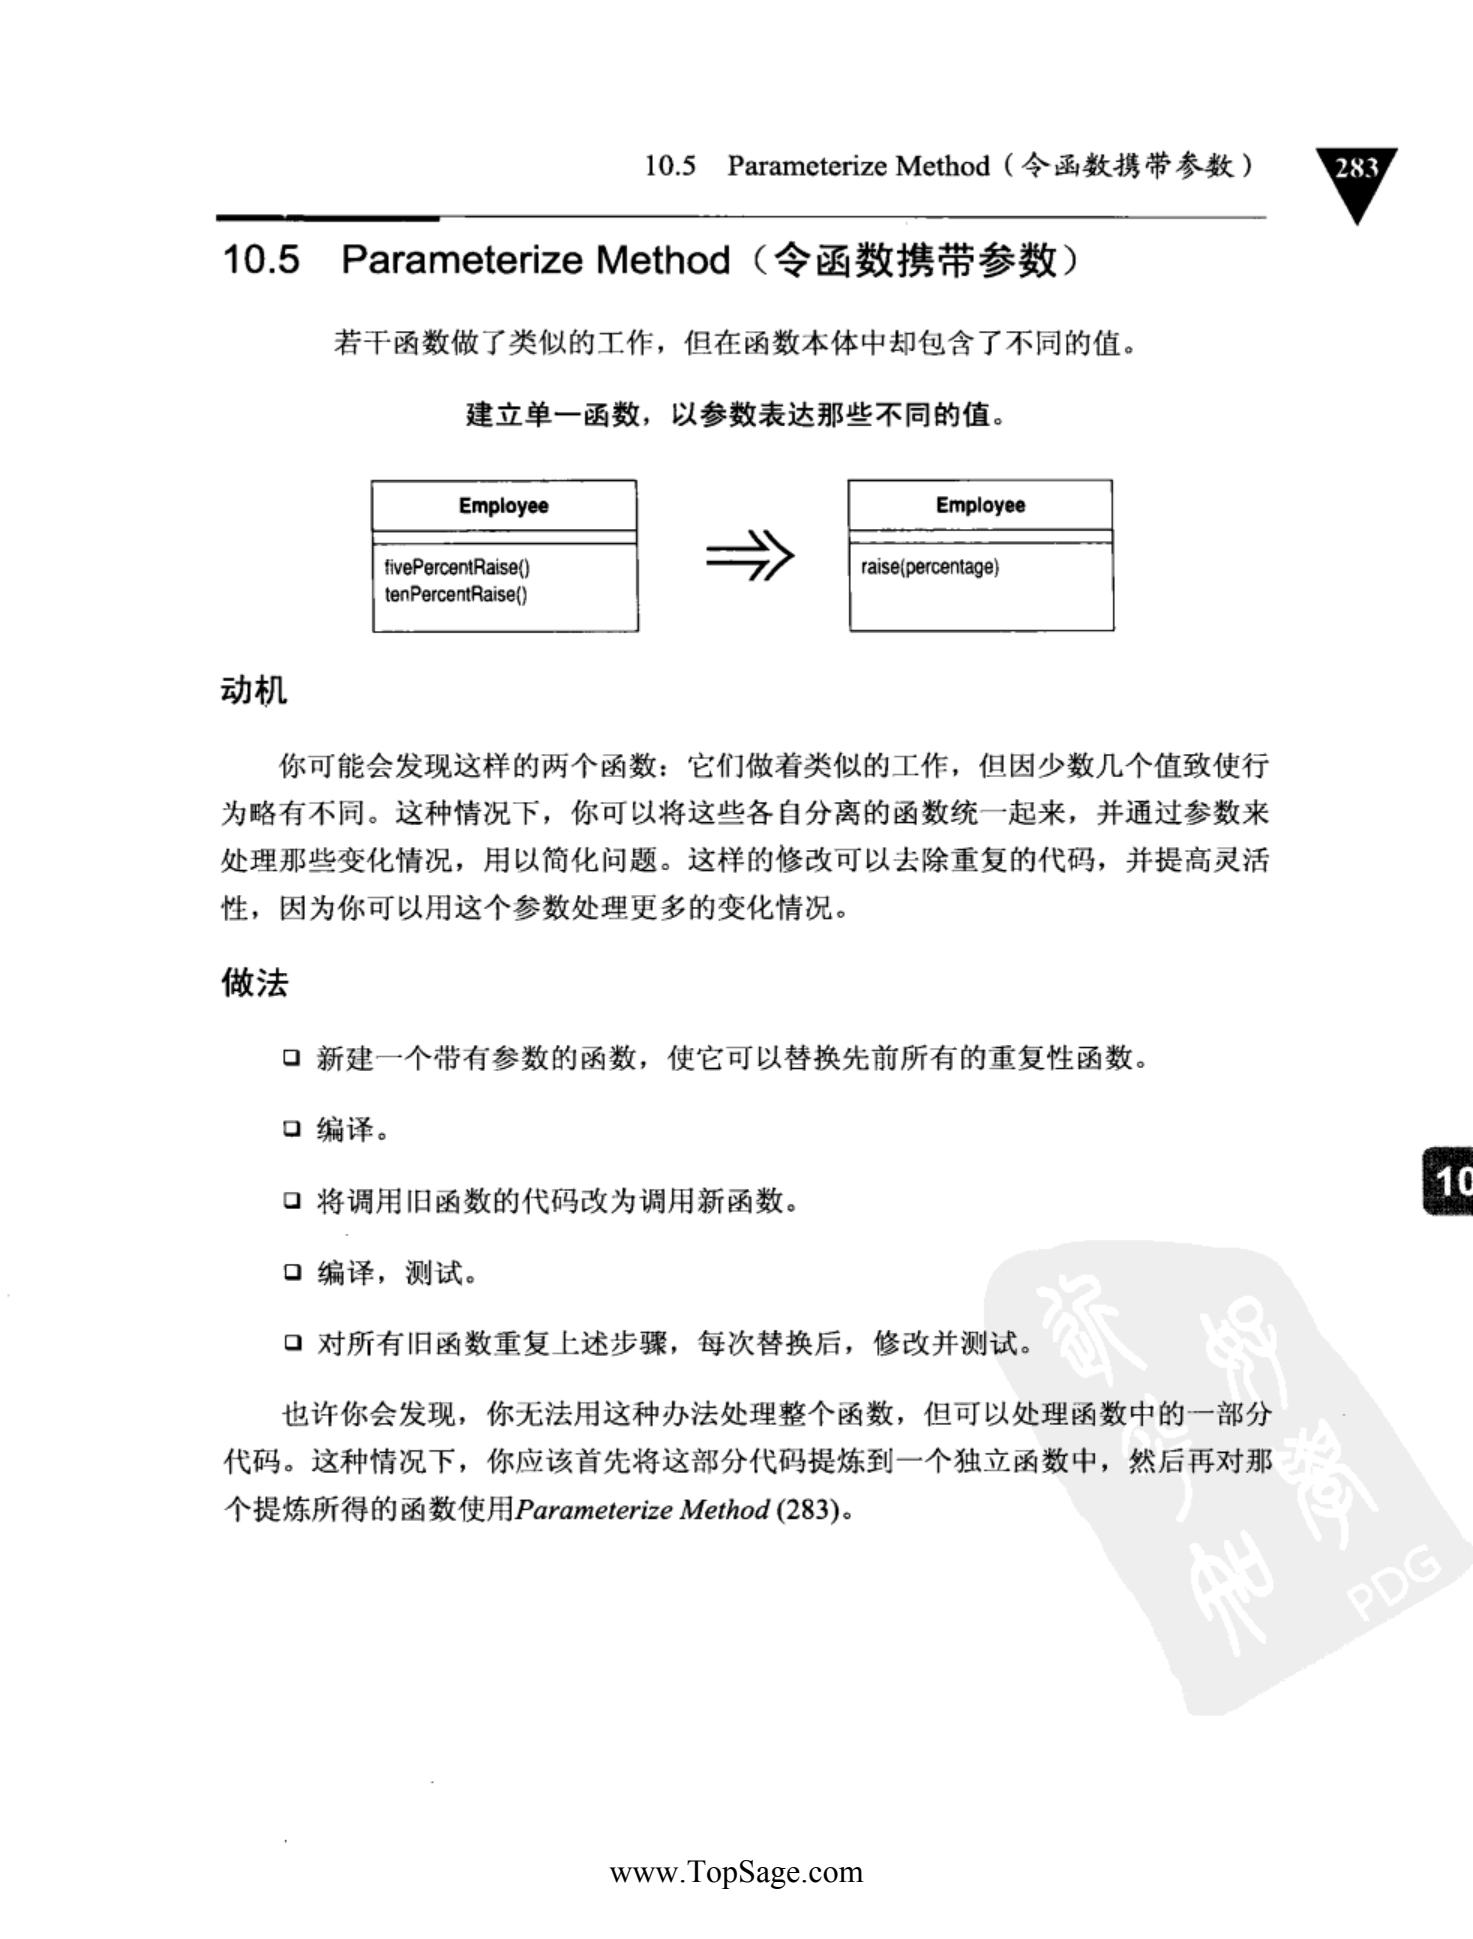 10.5 Parameterize Method（令函数携带参数）
283
10.5 Parameterize Method（令函数携带参数）
若干函数做了类似的工作，但在函数本体中却包含了不同的值。
建立单一函数，以参数表达那些不同的值。
Employee
fivePercentRaise()
tenPercentRaise()
Employee
raise(percentage)
动机
你可能会发现这样的两个函数：它们做着类似的工作，但因少数几个值致使行
为略有不同。这种情况下，你可以将这些各自分离的函数统一起来，并通过参数来
处理那些变化情况，用以简化问题。这样的修改可以去除重复的代码，并提高灵活
性，因为你可以用这个参数处理更多的变化情况。
做法
❑ 新建一个带有参数的函数，使它可以替换先前所有的重复性函数。
❑ 编译。
❑ 将调用旧函数的代码改为调用新函数。
❑ 编译，测试。
❑ 对所有旧函数重复上述步骤，每次替换后，修改并测试。
10
也许你会发现，你无法用这种办法处理整个函数，但可以处理函数中的一部分
代码。这种情况下，你应该首先将这部分代码提炼到一个独立函数中，然后再对那
个提炼所得的函数使用Parameterize Method (283)。
PDG
www.TopSage.com